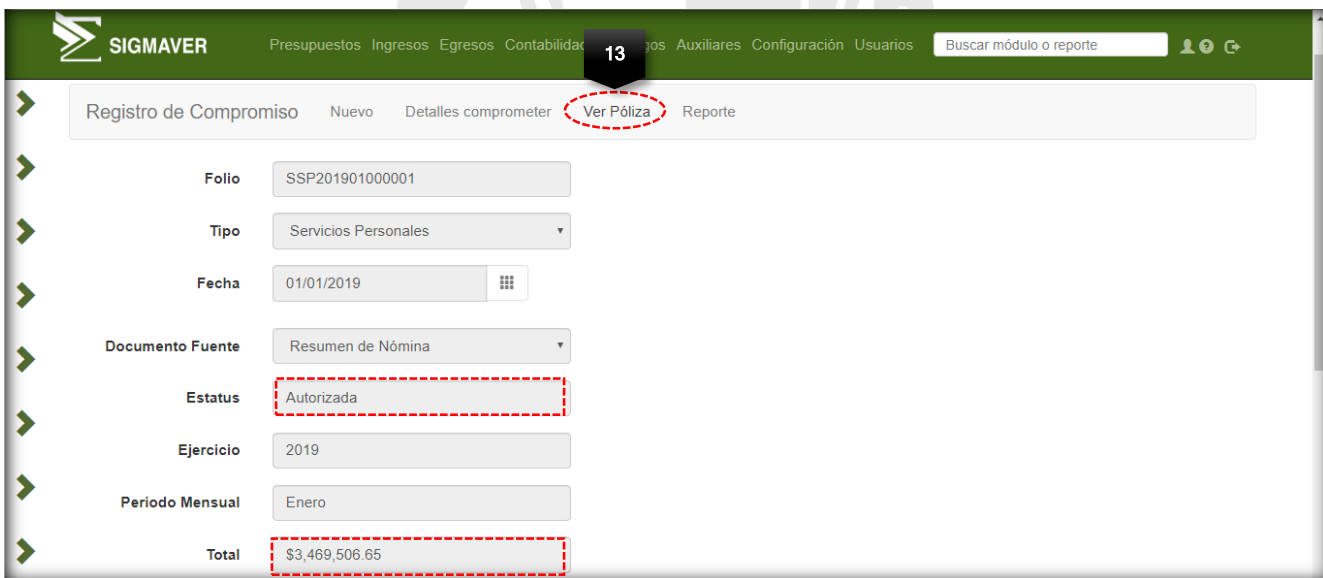 SIGMAVER Presupuestos Ingresos Egresos Contabilidad Auxiliares Configuración Usuarios Buscar módulo o reporte
13
Registro de Compromiso Nuevo Detalles comprometer Ver Póliza Reporte
Folio SSP201901000001
Tipo Servicios Personales
Fecha 01/01/2019
Documento Fuente Resumen de Nómina
Estatus Autorizada
Ejercicio 2019
Periodo Mensual Enero
Total $3,469,506.65